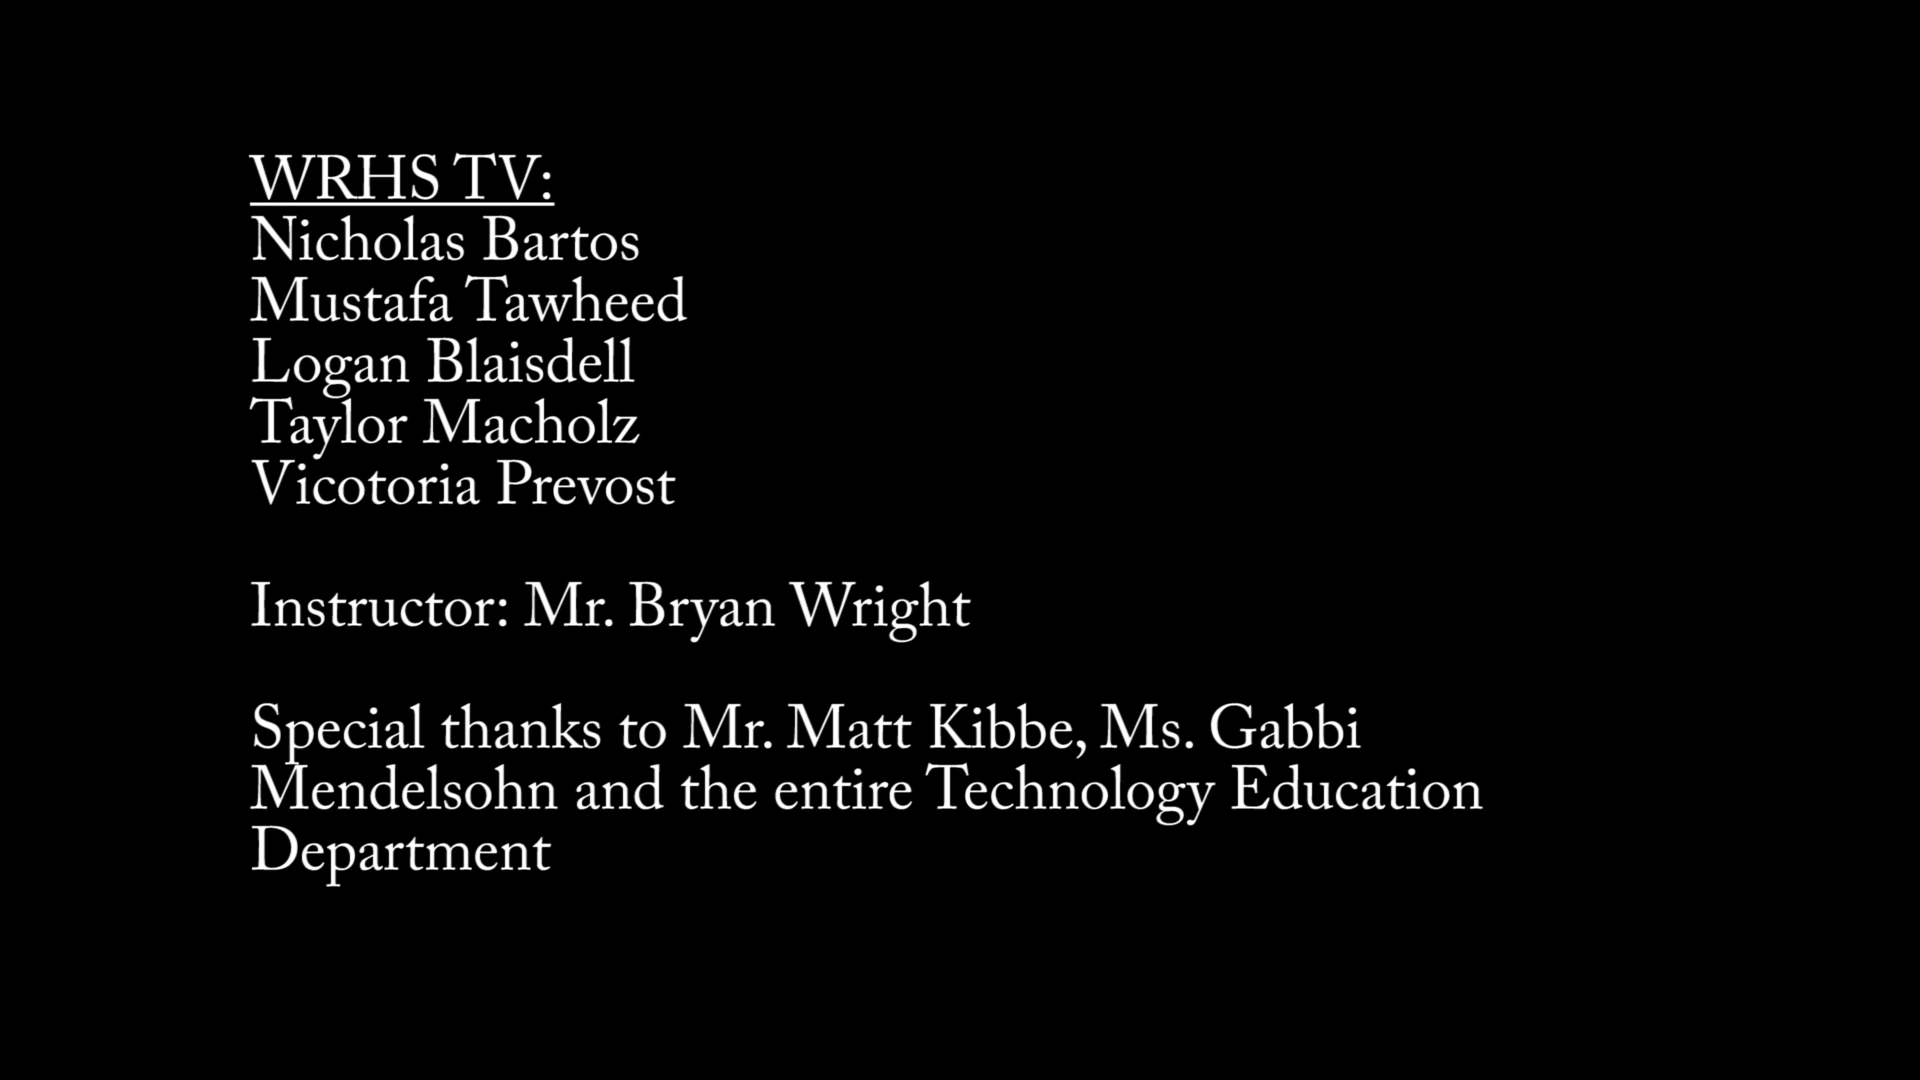 WRHS TV:
Nicholas Bartos
Mustafa Tawheed
Logan Blaisdell
Taylor Macholz
Vicotoria Prevost
Instructor: Mr. Bryan Wright
Special thanks to Mr. Matt Kibbe, Ms. Gabbi
Mendelsohn and the entire Technology Education
Department